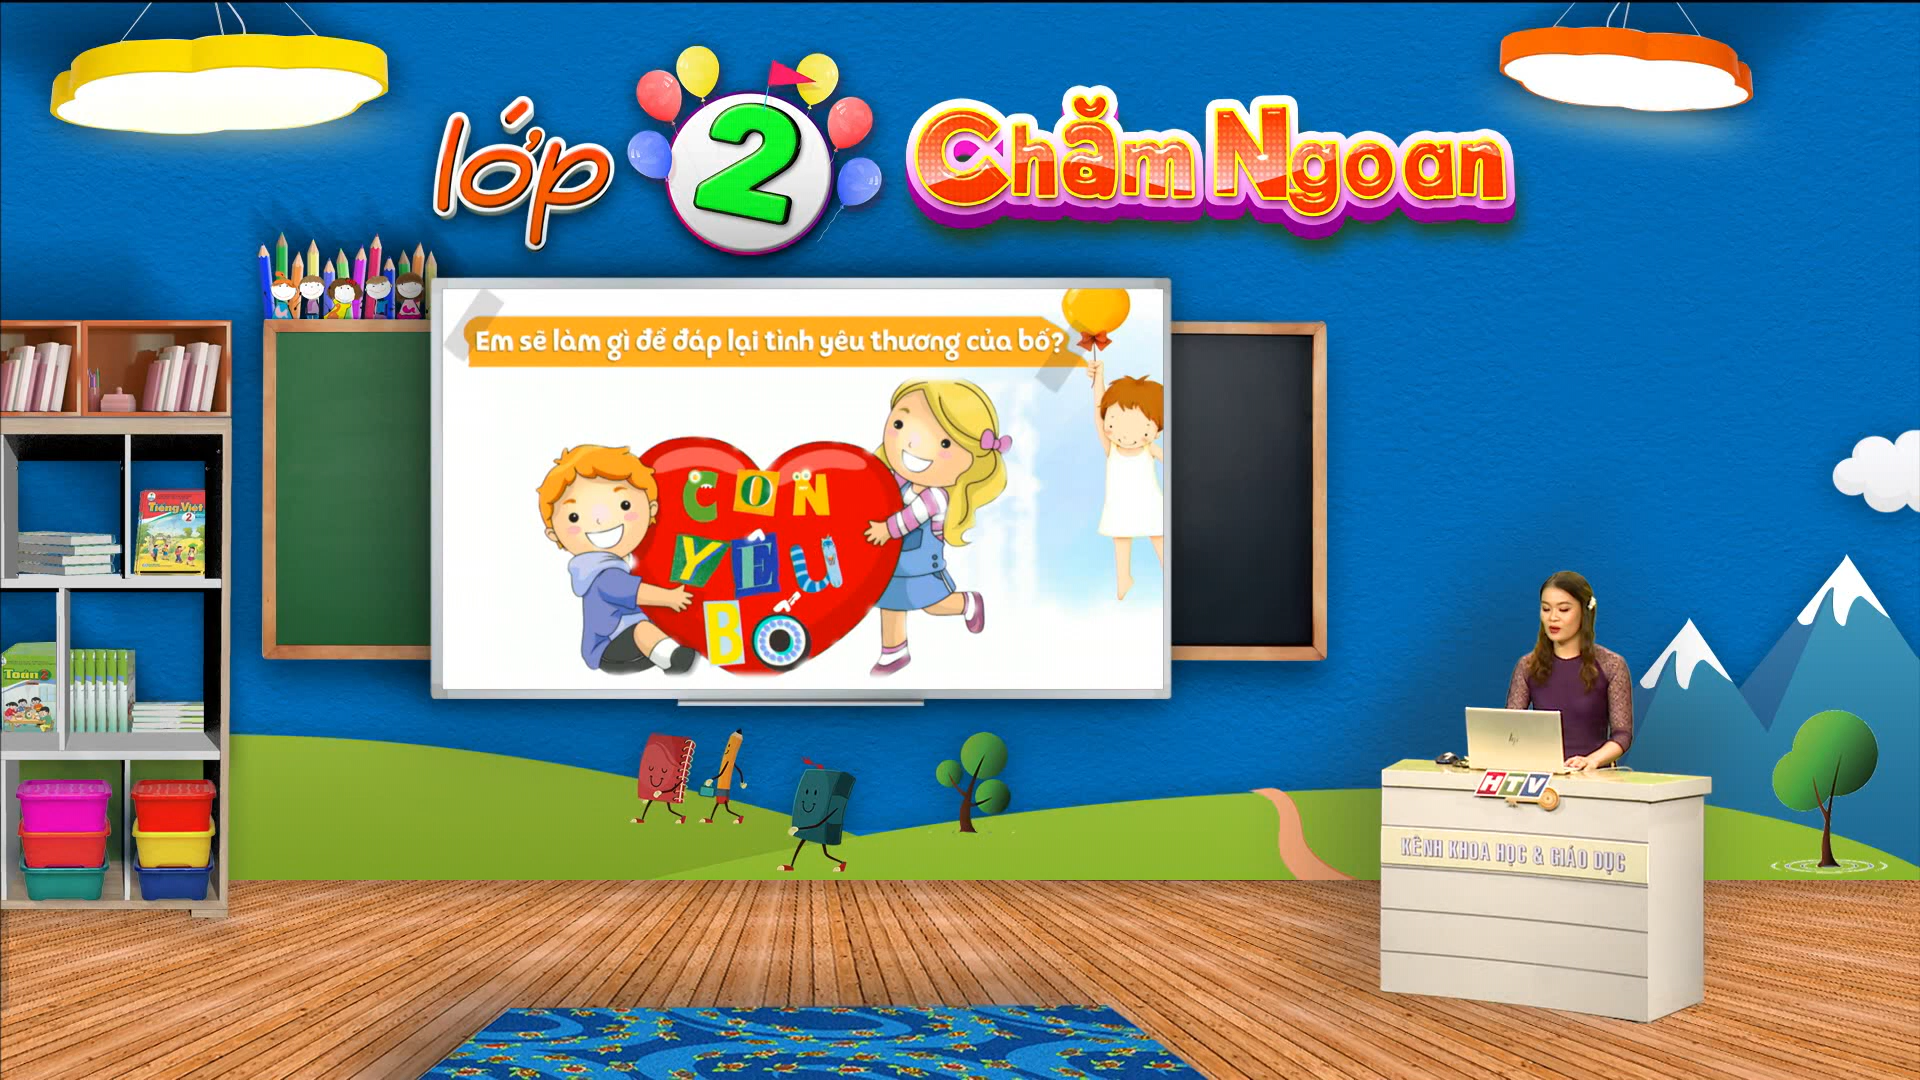 lớp 2 Chăm Ngoan
Em sẽ làm gì để đáp lại tình yêu thương của bố?
CON
YÊU
BỐ
Tiếng Việt
2
Toán 2
hp
HTV
KÊNH KHOA HỌC & GIÁO DỤC